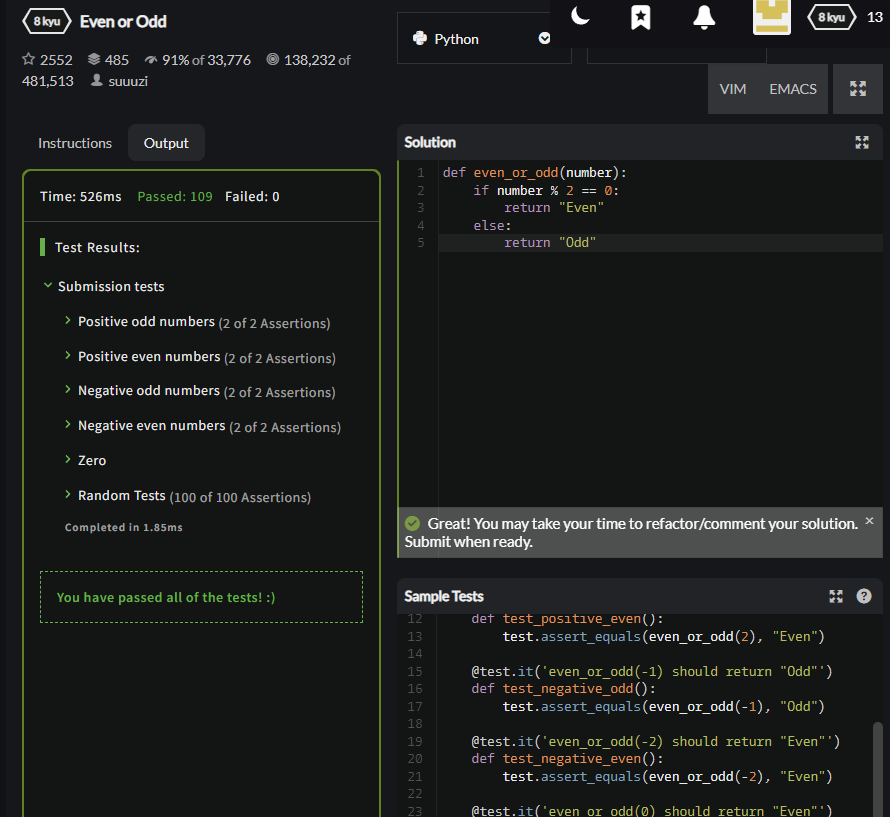 8 kyu Even or Odd
2552 485 91% of 33,776 138,232 of
481,513 suuuzi
Python
8 kyu 13
VIM EMACS
Instructions Output
Time: 526ms Passed: 109 Failed: 0
Test Results:
Submission tests
Positive odd numbers (2 of 2 Assertions)
Positive even numbers (2 of 2 Assertions)
Negative odd numbers (2 of 2 Assertions)
Negative even numbers (2 of 2 Assertions)
Zero
Random Tests (100 of 100 Assertions)
Completed in 1.85ms
You have passed all of the tests! :)
Solution
1 def even_or_odd(number):
2 if number % 2 == 0:
3 return "Even"
4 else:
5 return "Odd"
Great! You may take your time to refactor/comment your solution.
Submit when ready.
Sample Tests
12 def test_positive_even():
13 test.assert_equals(even_or_odd(2), "Even")
14
15 @test.it('even_or_odd(-1) should return "Odd"')
16 def test_negative_odd():
17 test.assert_equals(even_or_odd(-1), "Odd")
18
19 @test.it('even_or_odd(-2) should return "Even"')
20 def test_negative_even():
21 test.assert_equals(even_or_odd(-2), "Even")
22
23 @test.it('even_or_odd(0) should return "Even"')